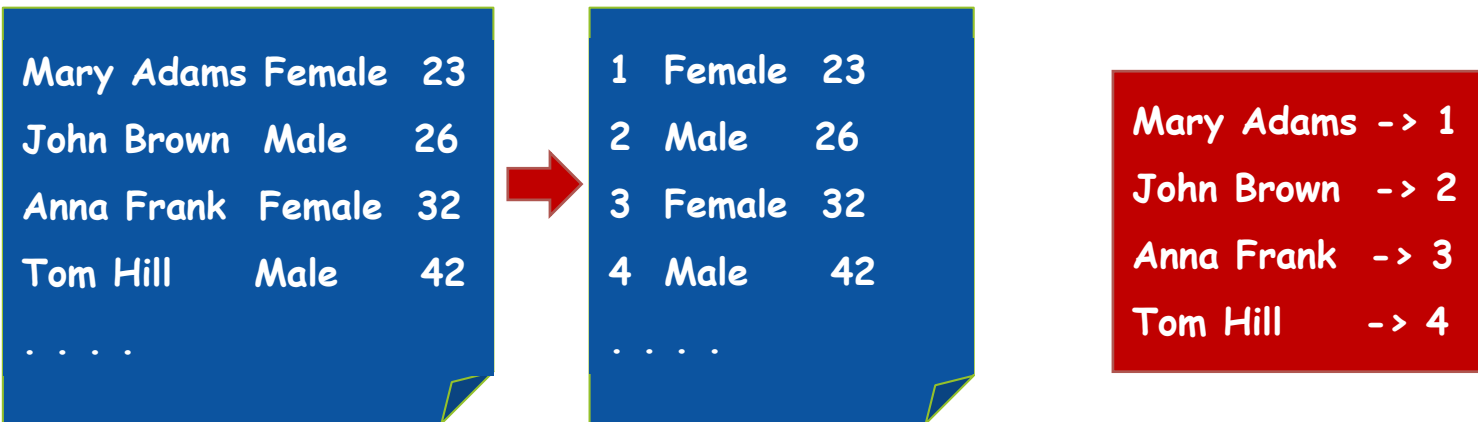 Mary Adams Female 23
John Brown Male 26
Anna Frank Female 32
Tom Hill Male 42
. . . .
1 Female 23
2 Male 26
3 Female 32
4 Male 42
. . . .
Mary Adams -> 1
John Brown -> 2
Anna Frank -> 3
Tom Hill -> 4